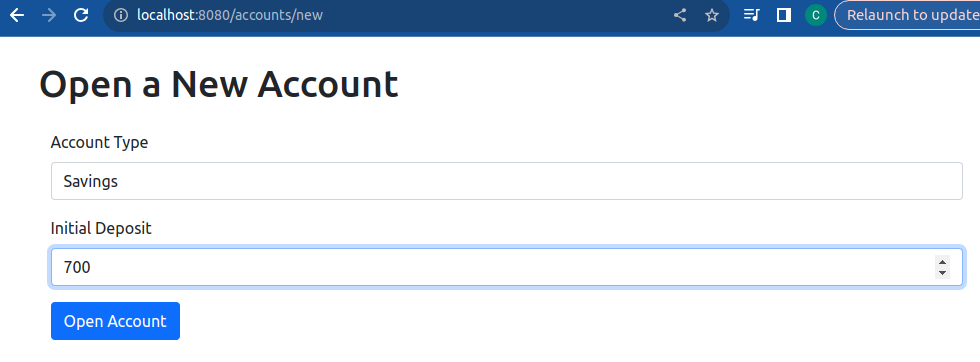 localhost:8080/accounts/new
C
Relaunch to update
Open a New Account
Account Type
Savings
Initial Deposit
700
Open Account